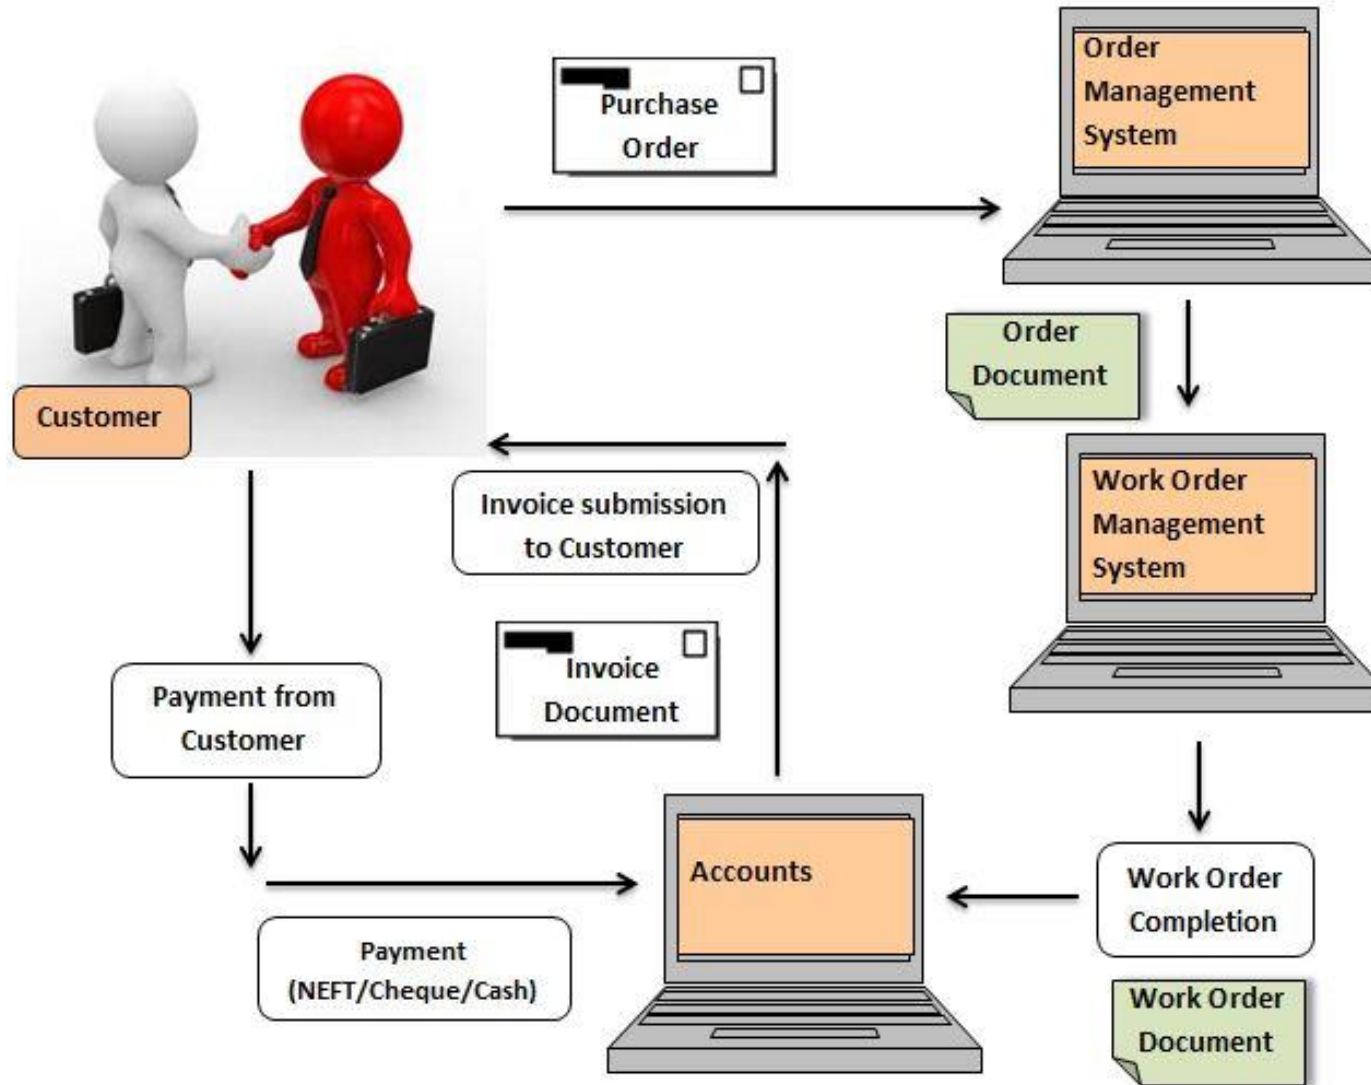 Purchase
Order
Order
Management
System
Order
Document
Customer
Invoice submission
to Customer
Work Order
Management
System
Invoice
Document
Payment from
Customer
Accounts
Work Order
Completion
Payment
(NEFT/Cheque/Cash)
Work Order
Document